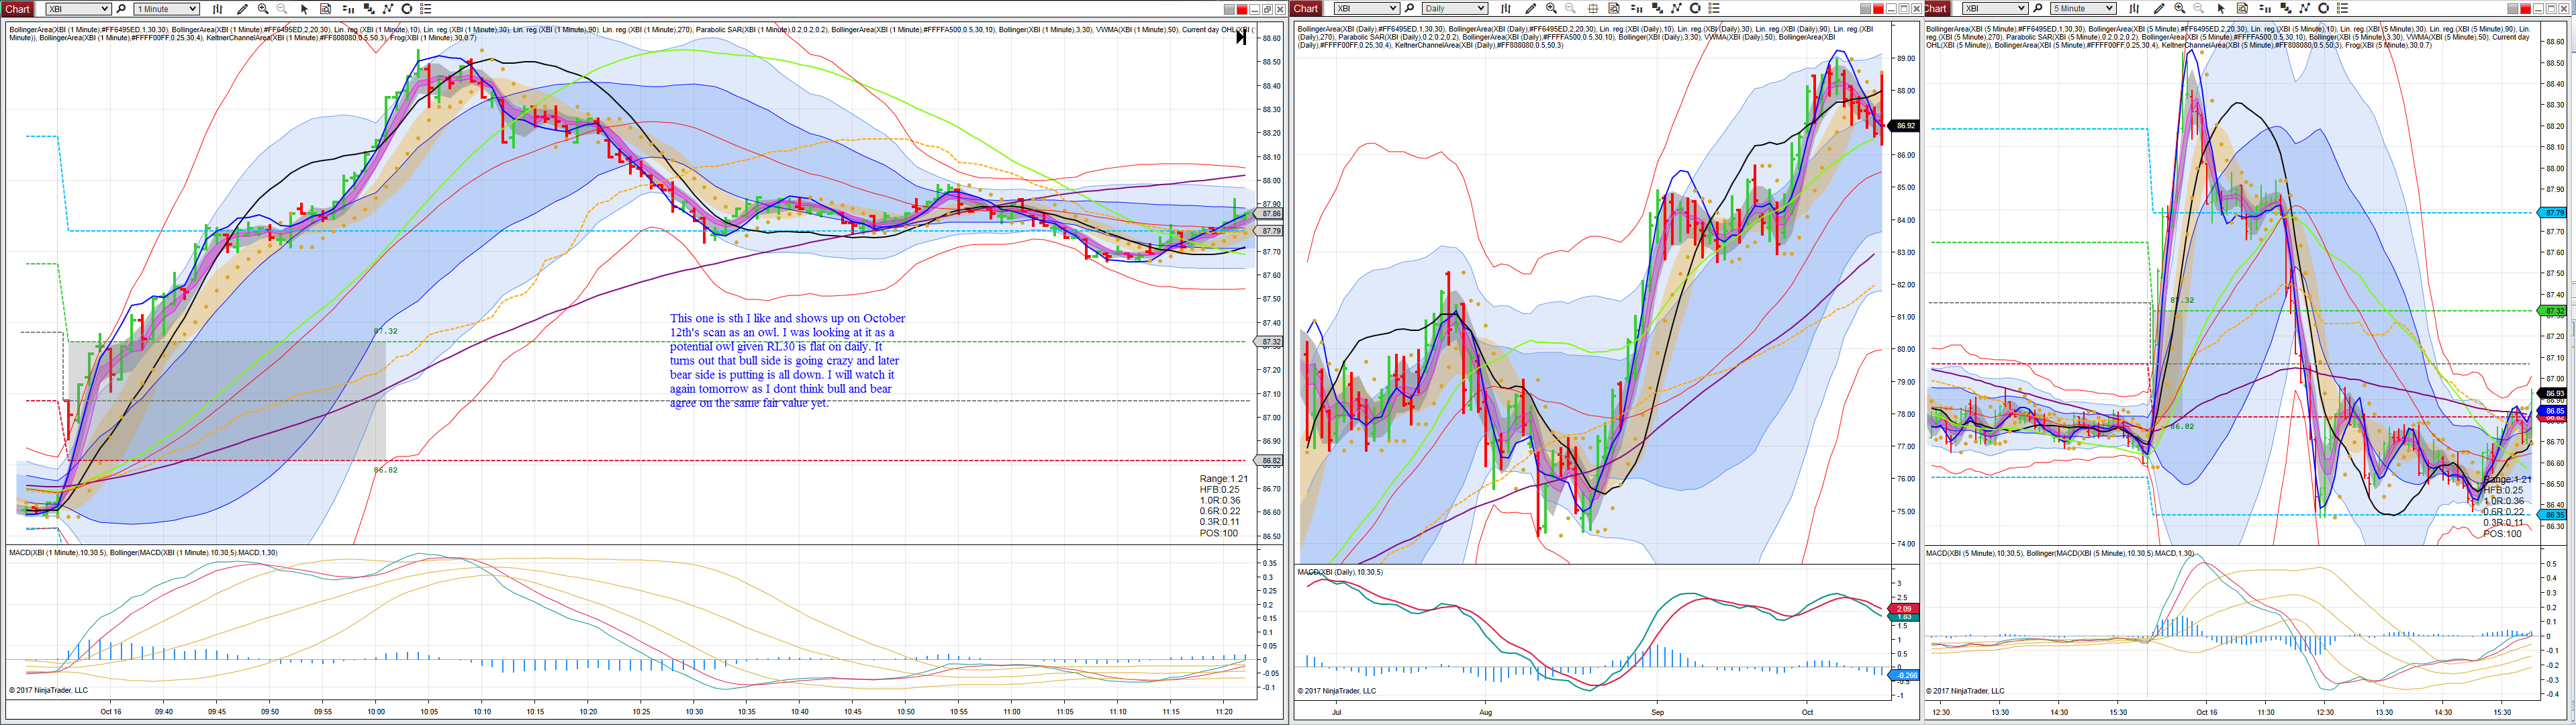 Chart XBI 1 Minute
BollingerArea(XBI (1 Minute),#FF6495ED,1,30,30), BollingerArea(XBI (1 Minute),#FF6495ED,2,20,30), Lin. reg.(XBI (1 Minute),10), Lin. reg.(XBI (1 Minute),30), Lin. reg.(XBI (1 Minute),90), Lin. reg.(XBI (1 Minute),270), Parabolic SAR(XBI (1 Minute),0.2,0.2,0.2), BollingerArea(XBI (1 Minute),#FFFFA500,0.5,30,10), Bollinger(XBI (1 Minute),3,30), VWMA(XBI (1 Minute),50), Current day OHL(XBI (1
Minute)), BollingerArea(XBI (1 Minute),#FFFF00FF,0.25,30,4), KeltnerChannelArea(XBI (1 Minute),#FF808080,0.5,50,3), Frog(XBI (1 Minute),30,0.7)
88.60
88.50
88.40
88.30
88.20
88.10
88.00
87.90
87.86
87.79
87.70
87.60
87.50
87.40
87.32
87.20
87.10
87.00
86.90
86.82
86.70
86.60
86.50
87.32
86.82
This one is sth I like and shows up on October
12th's scan as an owl. I was looking at it as a
potential owl given RL30 is flat on daily. It
turns out that bull side is going crazy and later
bear side is putting is all down. I will watch it
again tomorrow as I dont think bull and bear
agree on the same fair value yet.
Range:1.21
HFB:0.25
1.0R:0.36
0.6R:0.22
0.3R:0.11
POS:100
MACD(XBI (1 Minute),10,30,5), Bollinger(MACD(XBI (1 Minute),10,30,5).MACD,1,30)
0.35
0.3
0.25
0.2
0.15
0.1
0.05
0
-0.05
-0.1
© 2017 NinjaTrader, LLC
Oct 16 09:40 09:45 09:50 09:55 10:00 10:05 10:10 10:15 10:20 10:25 10:30 10:35 10:40 10:45 10:50 10:55 11:00 11:05 11:10 11:15 11:20
Chart XBI Daily
BollingerArea(XBI (Daily),#FF6495ED,1,30,30), BollingerArea(XBI (Daily),#FF6495ED,2,20,30), Lin. reg.(XBI (Daily),10), Lin. reg.(XBI (Daily),30), Lin. reg.(XBI (Daily),90), Lin. reg.(XBI
(Daily),270), Parabolic SAR(XBI (Daily),0.2,0.2,0.2), BollingerArea(XBI (Daily),#FFFFA500,0.5,30,10), Bollinger(XBI (Daily),3,30), VWMA(XBI (Daily),50), BollingerArea(XBI
(Daily),#FFFF00FF,0.25,30,4), KeltnerChannelArea(XBI (Daily),#FF808080,0.5,50,3)
89.00
88.00
86.92
86.00
85.00
84.00
83.00
82.00
81.00
80.00
79.00
78.00
77.00
76.00
75.00
74.00
MACD(XBI (Daily),10,30,5)
3
2.5
2.09
1.83
1.5
1
0.5
0
-0.266
-0.5
-1
© 2017 NinjaTrader, LLC
Jul Aug Sep Oct
Chart XBI 5 Minute
BollingerArea(XBI (5 Minute),#FF6495ED,1,30,30), BollingerArea(XBI (5 Minute),#FF6495ED,2,20,30), Lin. reg.(XBI (5 Minute),10), Lin. reg.(XBI (5 Minute),30), Lin. reg.(XBI (5 Minute),90), Lin.
reg.(XBI (5 Minute),270), Parabolic SAR(XBI (5 Minute),0.2,0.2,0.2), BollingerArea(XBI (5 Minute),#FFFFA500,0.5,30,10), Bollinger(XBI (5 Minute),3,30), VWMA(XBI (5 Minute),50), Current day
OHL(XBI (5 Minute)), BollingerArea(XBI (5 Minute),#FFFF00FF,0.25,30,4), KeltnerChannelArea(XBI (5 Minute),#FF808080,0.5,50,3), Frog(XBI (5 Minute),30,0.7)
88.60
88.50
88.40
88.30
88.20
88.10
88.00
87.90
87.79
87.70
87.60
87.50
87.40
87.32
87.20
87.10
87.00
86.93
86.90
86.85
86.70
86.60
86.50
86.40
86.35
86.30
87.32
86.82
Range:1.21
HFB:0.25
1.0R:0.36
0.6R:0.22
0.3R:0.11
POS:100
MACD(XBI (5 Minute),10,30,5), Bollinger(MACD(XBI (5 Minute),10,30,5).MACD,1,30)
0.5
0.4
0.3
0.2
0.1
0
-0.1
-0.2
-0.3
-0.4
© 2017 NinjaTrader, LLC
12:30 13:30 14:30 15:30 Oct 16 11:30 12:30 13:30 14:30 15:30